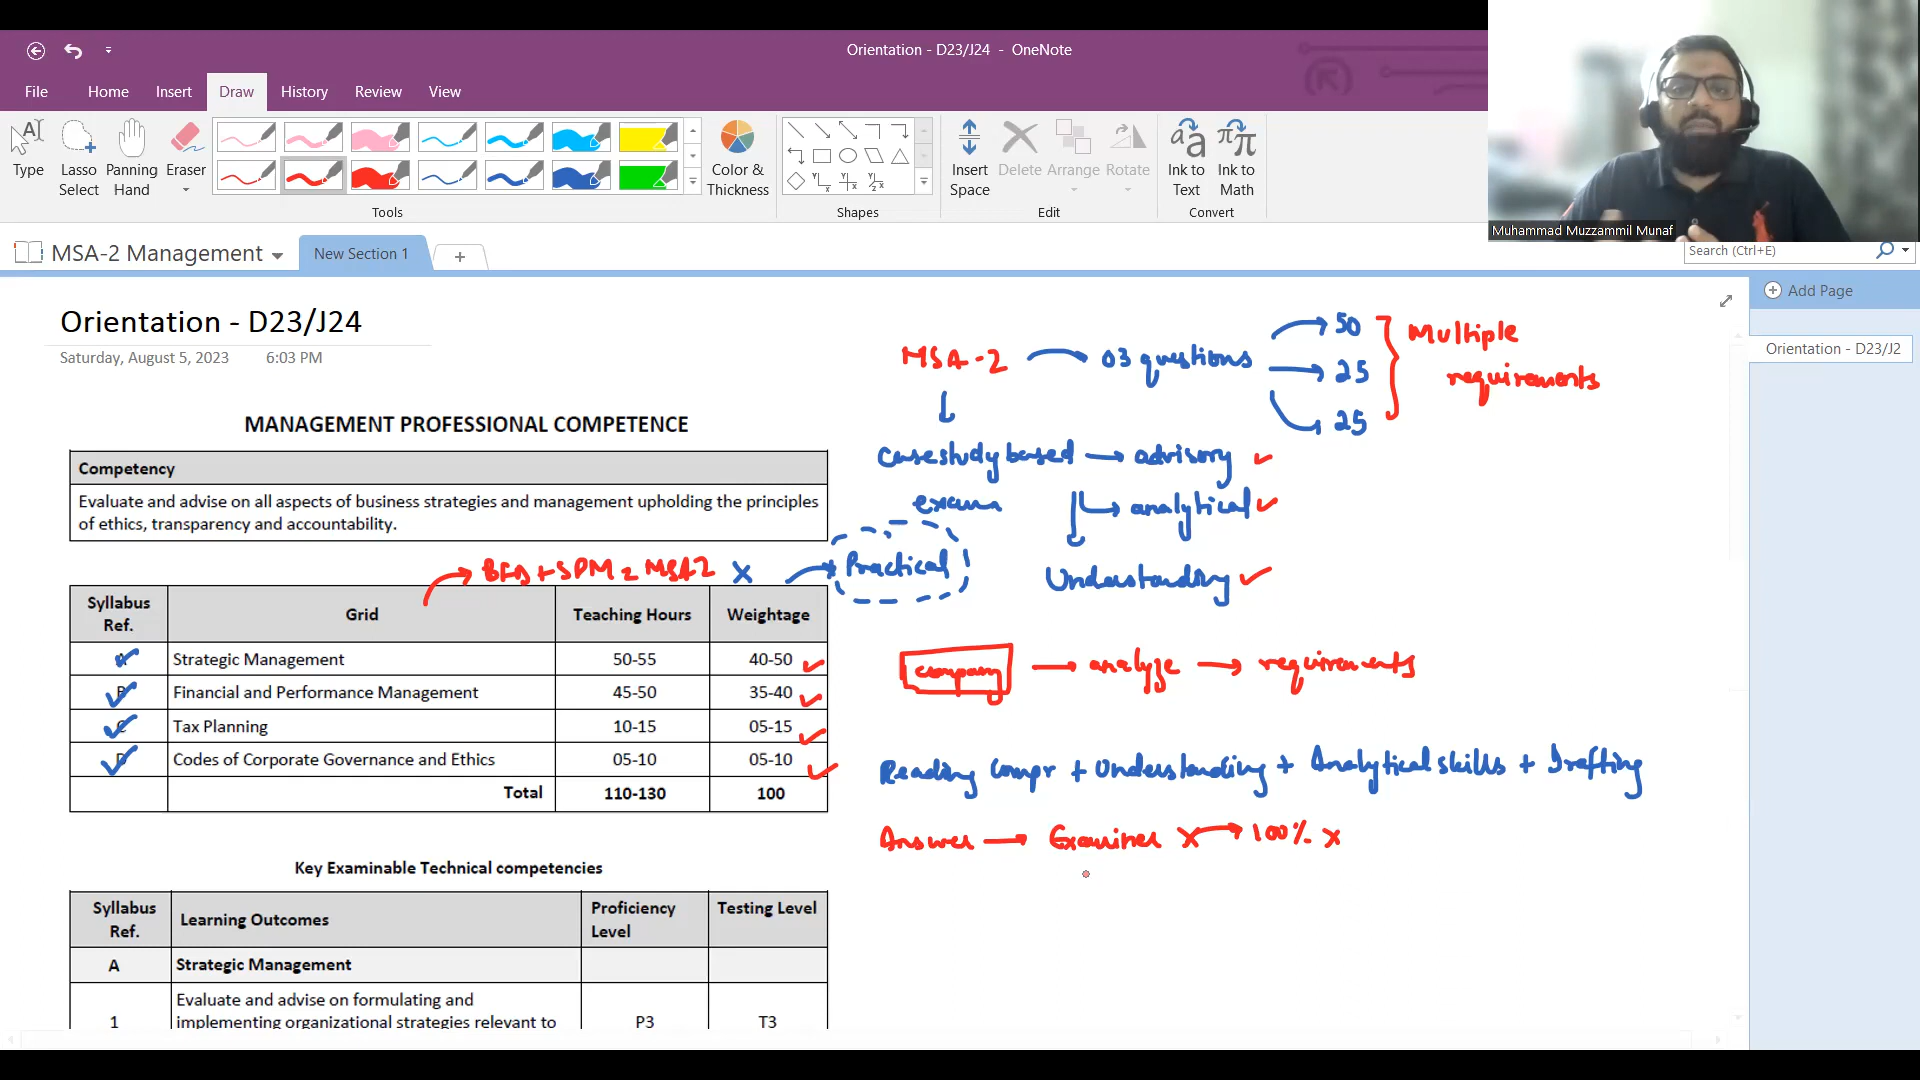 Orientation - D23/J24 - OneNote
File Home Insert Draw History Review View
Type
Lasso Select
Panning Hand
Eraser
Color & Thickness
Insert Space
Delete
Arrange
Rotate
Ink to Text
Ink to Math
Tools Shapes Edit Convert
Muhammad Muzzammil Munaf
MSA-2 Management
New Section 1
Search (Ctrl+E)
Add Page
Orientation - D23/J2
Orientation - D23/J24
Saturday, August 5, 2023 6:03 PM
MANAGEMENT PROFESSIONAL COMPETENCE
Competency
Evaluate and advise on all aspects of business strategies and management upholding the principles
of ethics, transparency and accountability.
BFD + SPM = MSA2 X
Practical
Syllabus Ref. Grid Teaching Hours Weightage
A Strategic Management 50-55 40-50
B Financial and Performance Management 45-50 35-40
C Tax Planning 10-15 05-15
D Codes of Corporate Governance and Ethics 05-10 05-10
Total 110-130 100
Key Examinable Technical competencies
Syllabus Ref. Learning Outcomes Proficiency Level Testing Level
A Strategic Management
1 Evaluate and advise on formulating and
implementing organizational strategies relevant to P3 T3
MSA-2 03 questions
50
25
25
Multiple
requirements
Casestudy based advisory
exam analytical
Understanding
company analyze requirements
Reading Compr + Understanding + Analytical skills + Drafting
Answer Examiner X 100% X